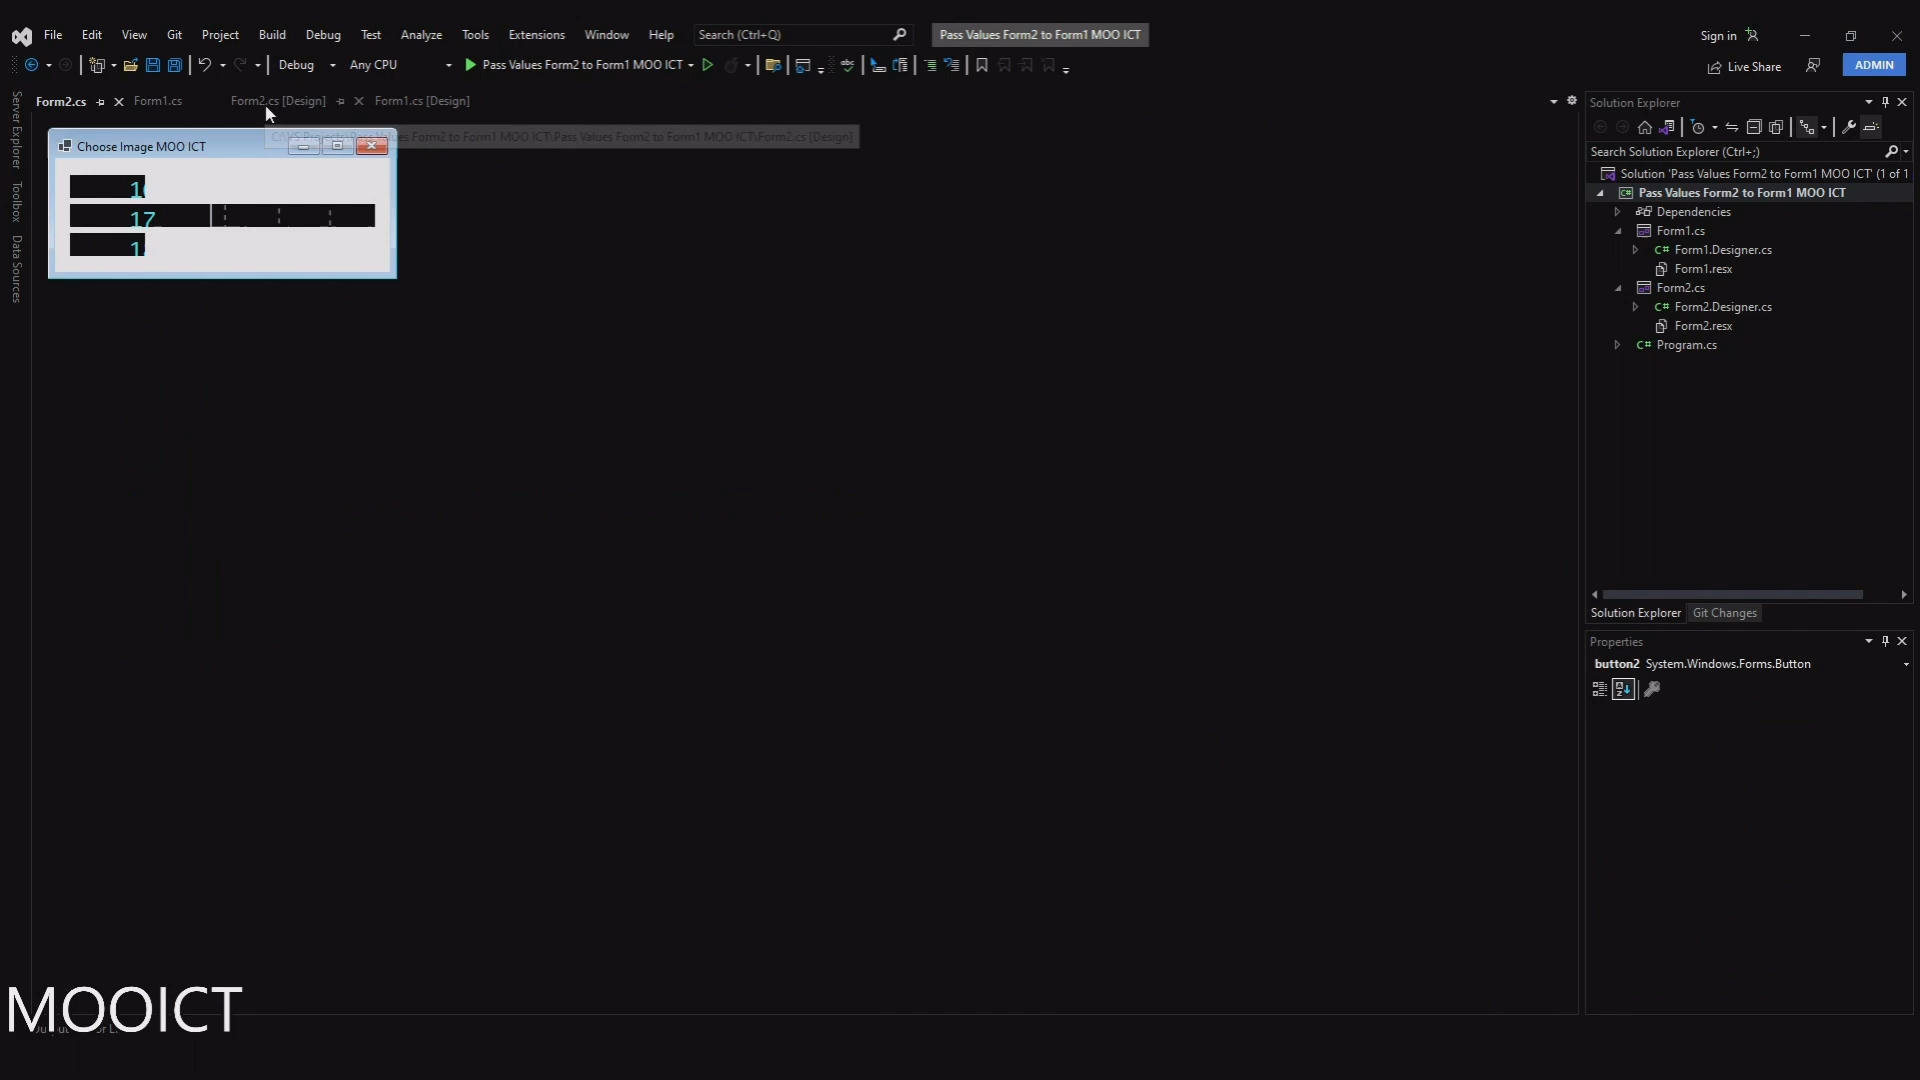 File Edit View Git Project Build Debug Test Analyze Tools Extensions Window Help Search (Ctrl+Q) Pass Values Form2 to Form1 MOO ICT Sign in
Debug Any CPU Pass Values Form2 to Form1 MOO ICT Live Share ADMIN
Form2.cs Form1.cs Form2.cs [Design] Form1.cs [Design]
Server Explorer
Toolbox
Data Sources
Choose Image MOO ICT
17
Solution Explorer
Search Solution Explorer (Ctrl+;)
Solution 'Pass Values Form2 to Form1 MOO ICT' (1 of 1
Pass Values Form2 to Form1 MOO ICT
Dependencies
Form1.cs
C# Form1.Designer.cs
Form1.resx
Form2.cs
C# Form2.Designer.cs
Form2.resx
C# Program.cs
Solution Explorer Git Changes
Properties
button2 System.Windows.Forms.Button
MOOICT